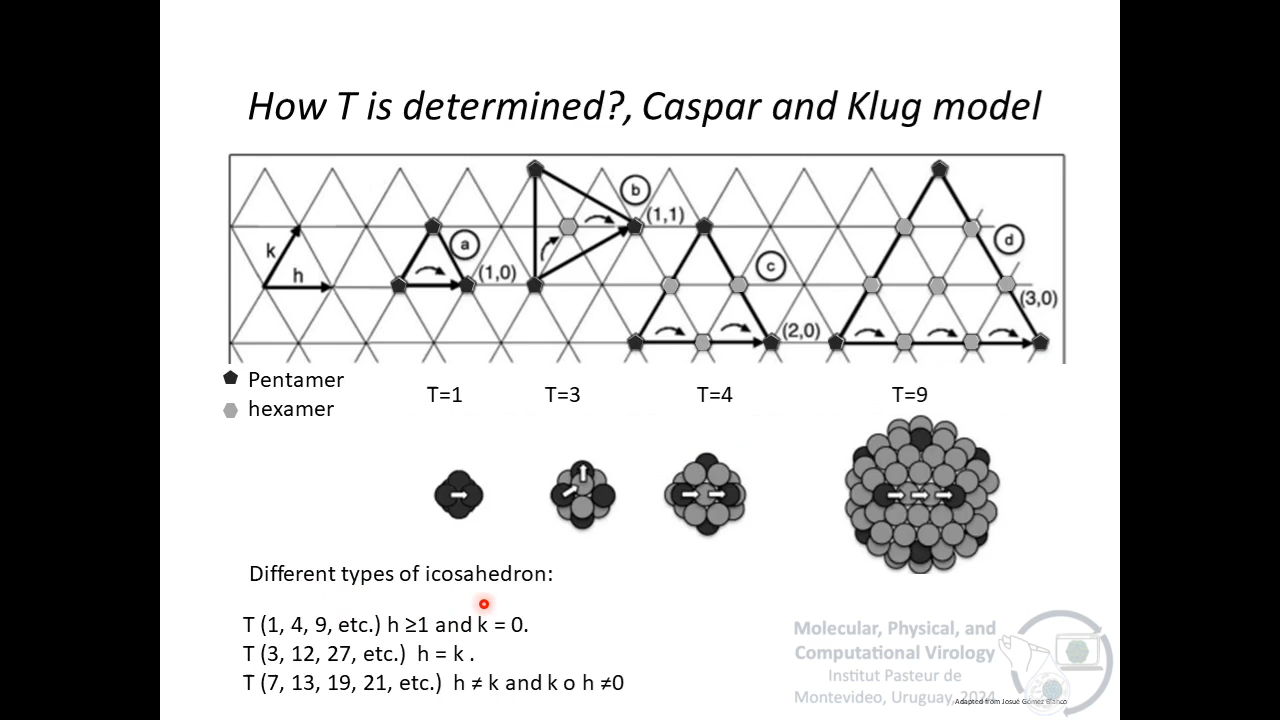 How T is determined?, Caspar and Klug model
k
h
a
(1,0)
b
(1,1)
c
(2,0)
d
(3,0)
Pentamer
hexamer
T=1
T=3
T=4
T=9
Different types of icosahedron:
T (1, 4, 9, etc.) h ≥1 and k = 0.
T (3, 12, 27, etc.) h = k .
T (7, 13, 19, 21, etc.) h ≠ k and k o h ≠0
Molecular, Physical, and
Computational Virology
Institut Pasteur de
Montevideo, Uruguay, 2024
Adapted from Josué Gómez Blanco